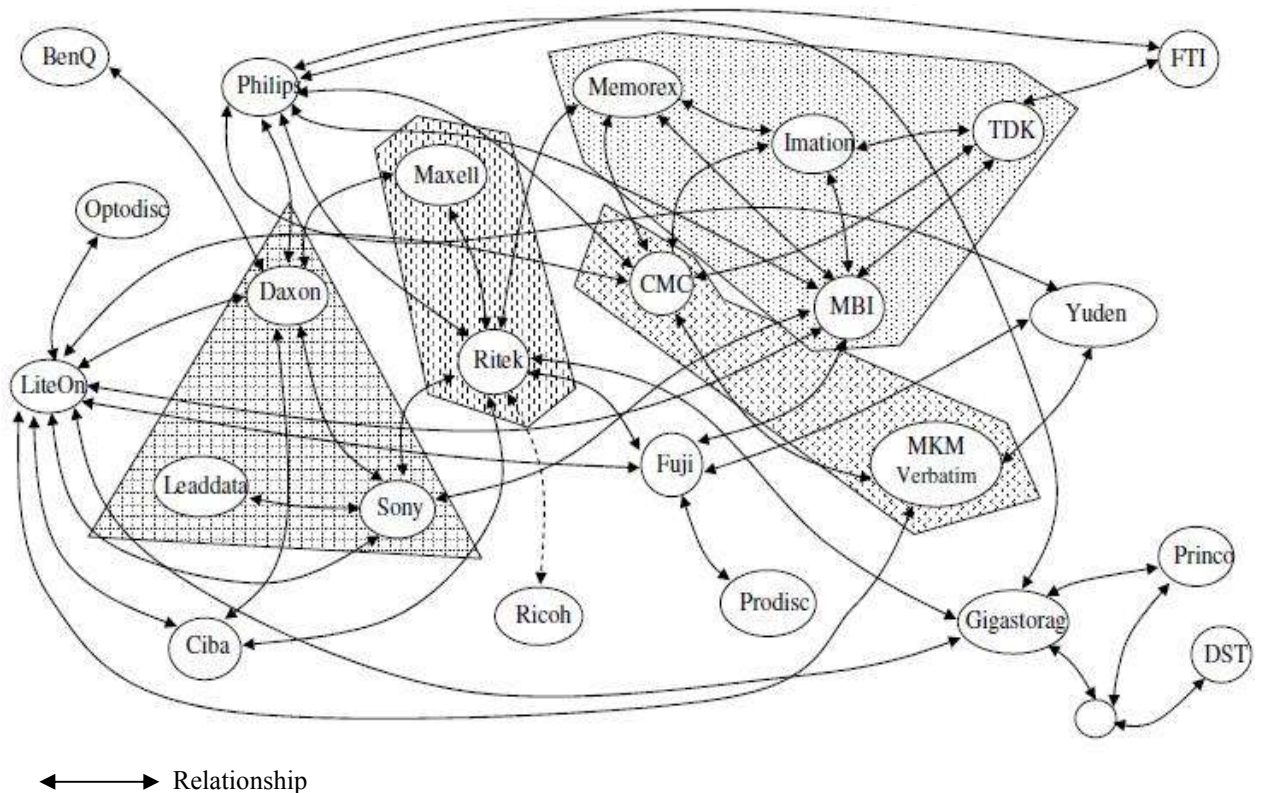 BenQ
Philips
FTI
Memorex
TDK
Imation
Maxell
Optodisc
CMC
Daxon
MBI
Yuden
Ritek
LiteOn
MKM
Verbatim
Fuji
Leaddata
Sony
Princo
Prodisc
Ricoh
Gigastorag
Ciba
DST
Relationship